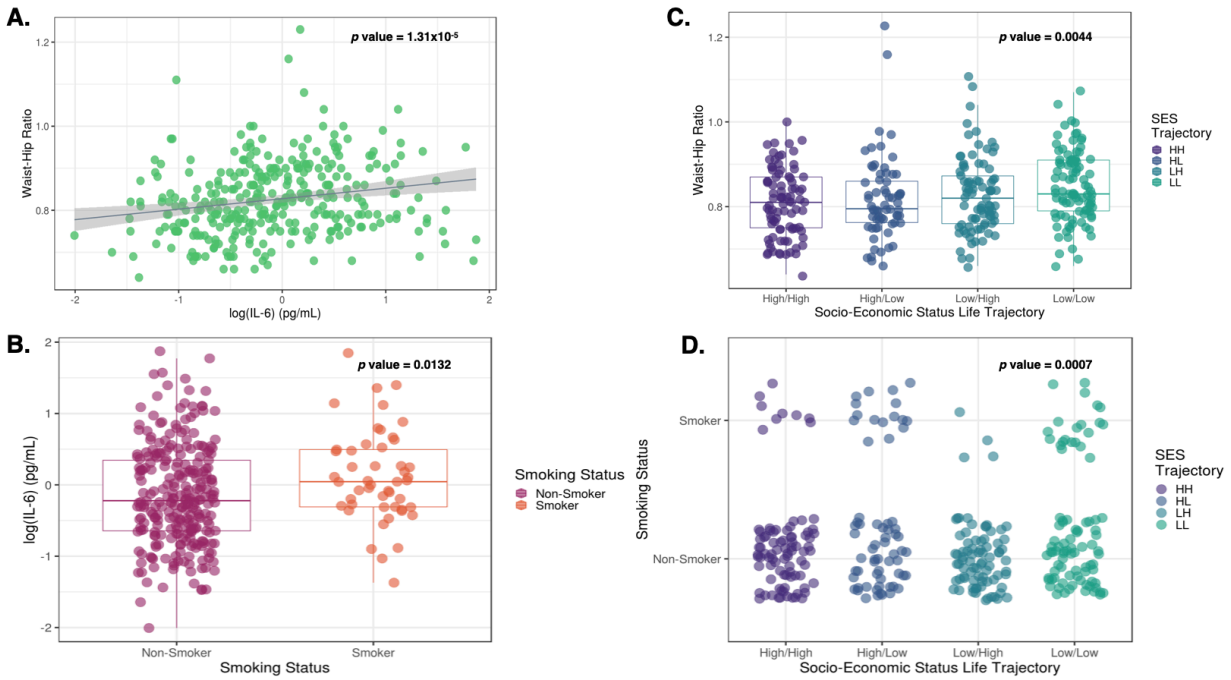 A.
p value = 1.31x10-5
Waist-Hip Ratio
1.2
1.0
0.8
-2
-1
0
1
2
log(IL-6) (pg/mL)
B.
p value = 0.0132
log(IL-6) (pg/mL)
2
1
0
-1
-2
Non-Smoker
Smoker
Smoking Status
Smoking Status
Non-Smoker
Smoker
C.
p value = 0.0044
Waist-Hip Ratio
1.2
1.0
0.8
High/High
High/Low
Low/High
Low/Low
Socio-Economic Status Life Trajectory
SES
Trajectory
HH
HL
LH
LL
D.
p value = 0.0007
Smoking Status
Smoker
Non-Smoker
High/High
High/Low
Low/High
Low/Low
Socio-Economic Status Life Trajectory
SES
Trajectory
HH
HL
LH
LL